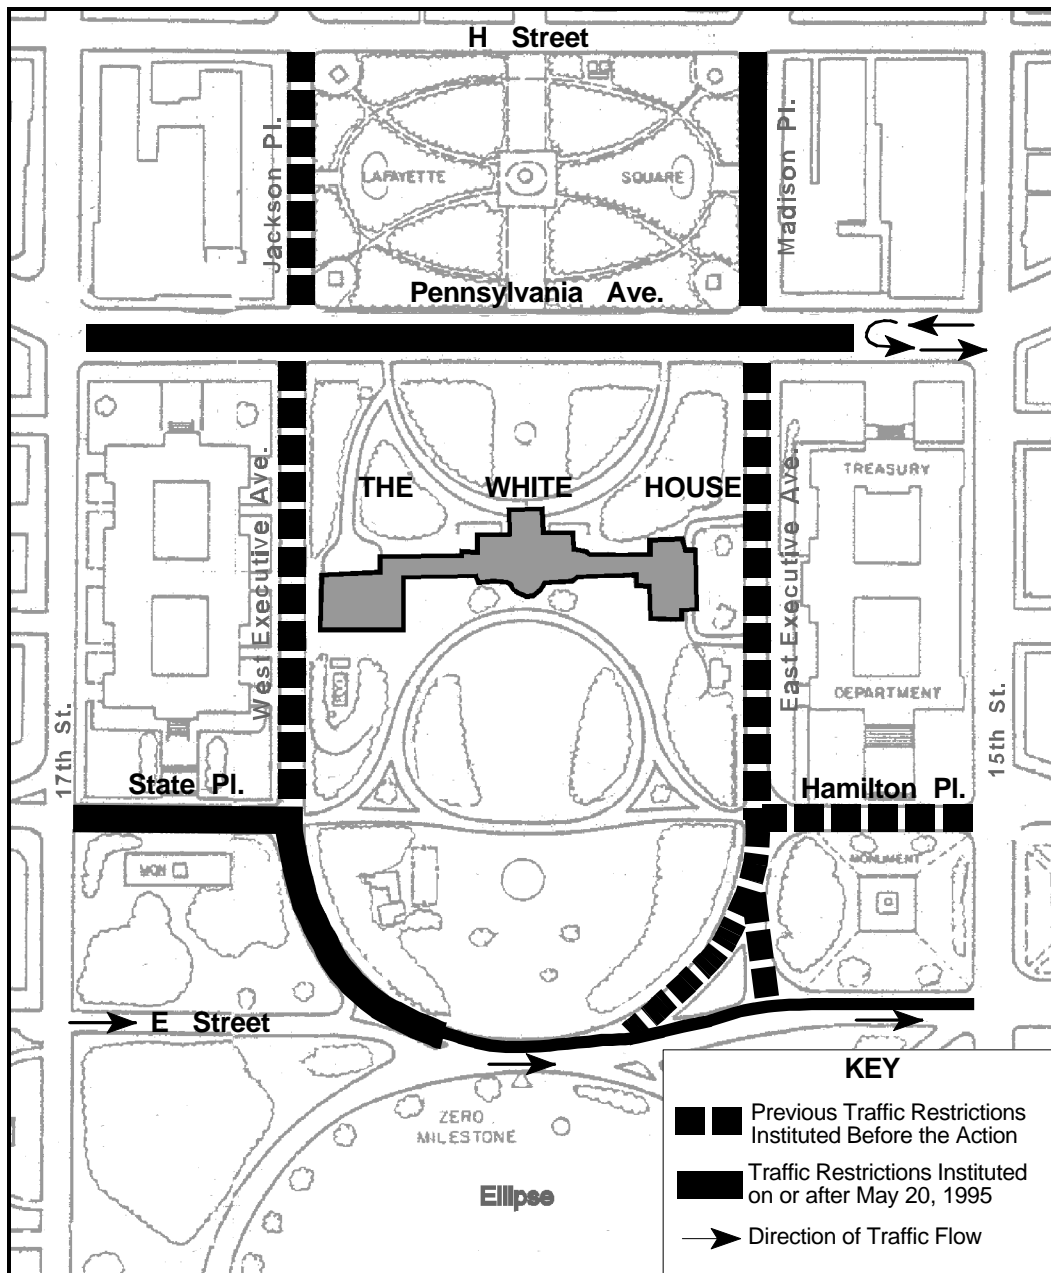 H Street
Jackson Pl.
Madison Pl.
LAFAYETTE
SQUARE
Pennsylvania Ave.
THE WHITE HOUSE
TREASURY
West Executive Ave.
East Executive Ave.
DEPARTMENT
17th St.
15th St.
State Pl.
Hamilton Pl.
MON
MONUMENT
E Street
ZERO
MILESTONE
Ellipse
KEY
Previous Traffic Restrictions
Instituted Before the Action
Traffic Restrictions Instituted
on or after May 20, 1995
Direction of Traffic Flow